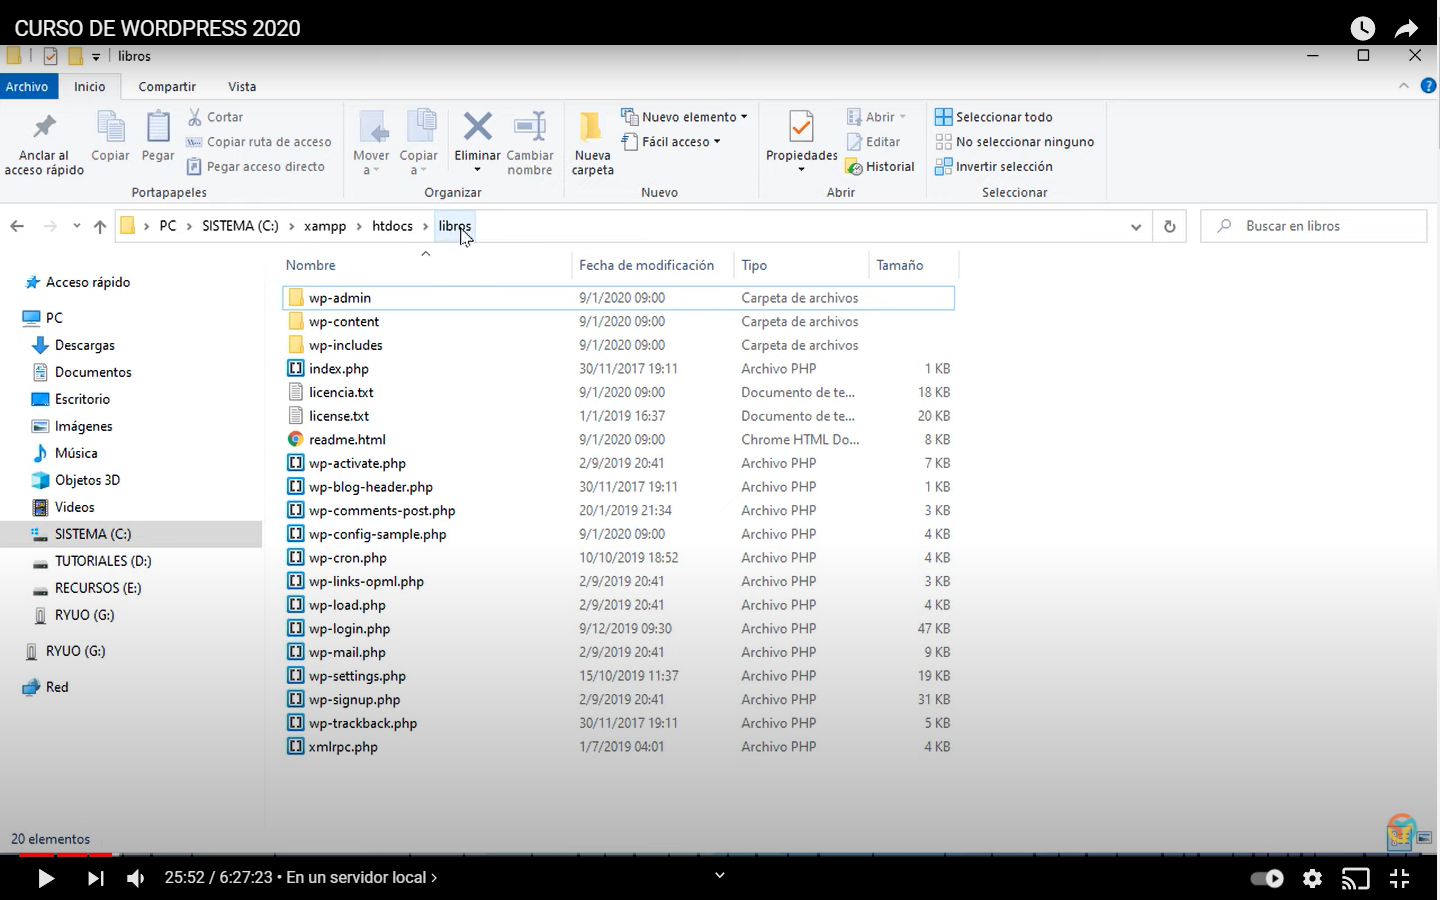 CURSO DE WORDPRESS 2020
libros
Archivo Inicio Compartir Vista
Anclar al acceso rápido
Copiar
Pegar
Cortar
Copiar ruta de acceso
Pegar acceso directo
Portapapeles
Mover a
Copiar a
Eliminar
Cambiar nombre
Organizar
Nueva carpeta
Nuevo elemento
Fácil acceso
Nuevo
Propiedades
Abrir
Editar
Historial
Abrir
Seleccionar todo
No seleccionar ninguno
Invertir selección
Seleccionar
PC > SISTEMA (C:) > xampp > htdocs > libros
Buscar en libros
Acceso rápido
PC
Descargas
Documentos
Escritorio
Imágenes
Música
Objetos 3D
Videos
SISTEMA (C:)
TUTORIALES (D:)
RECURSOS (E:)
RYUO (G:)
RYUO (G:)
Red
Nombre Fecha de modificación Tipo Tamaño
wp-admin 9/1/2020 09:00 Carpeta de archivos
wp-content 9/1/2020 09:00 Carpeta de archivos
wp-includes 9/1/2020 09:00 Carpeta de archivos
index.php 30/11/2017 19:11 Archivo PHP 1 KB
licencia.txt 9/1/2020 09:00 Documento de te... 18 KB
license.txt 1/1/2019 16:37 Documento de te... 20 KB
readme.html 9/1/2020 09:00 Chrome HTML Do... 8 KB
wp-activate.php 2/9/2019 20:41 Archivo PHP 7 KB
wp-blog-header.php 30/11/2017 19:11 Archivo PHP 1 KB
wp-comments-post.php 20/1/2019 21:34 Archivo PHP 3 KB
wp-config-sample.php 9/1/2020 09:00 Archivo PHP 4 KB
wp-cron.php 10/10/2019 18:52 Archivo PHP 4 KB
wp-links-opml.php 2/9/2019 20:41 Archivo PHP 3 KB
wp-load.php 2/9/2019 20:41 Archivo PHP 4 KB
wp-login.php 9/12/2019 09:30 Archivo PHP 47 KB
wp-mail.php 2/9/2019 20:41 Archivo PHP 9 KB
wp-settings.php 15/10/2019 11:37 Archivo PHP 19 KB
wp-signup.php 2/9/2019 20:41 Archivo PHP 31 KB
wp-trackback.php 30/11/2017 19:11 Archivo PHP 5 KB
xmlrpc.php 1/7/2019 04:01 Archivo PHP 4 KB
20 elementos
25:52 / 6:27:23 • En un servidor local >